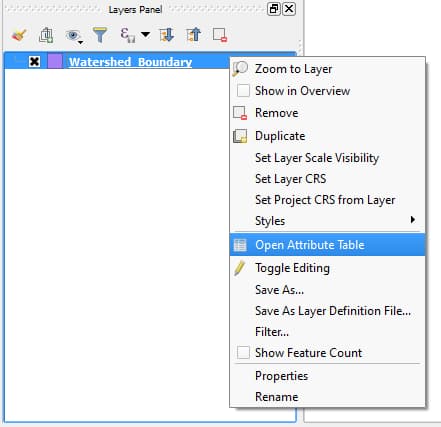 Layers Panel
Watershed_Boundary
Zoom to Layer
Show in Overview
Remove
Duplicate
Set Layer Scale Visibility
Set Layer CRS
Set Project CRS from Layer
Styles
Open Attribute Table
Toggle Editing
Save As...
Save As Layer Definition File...
Filter...
Show Feature Count
Properties
Rename